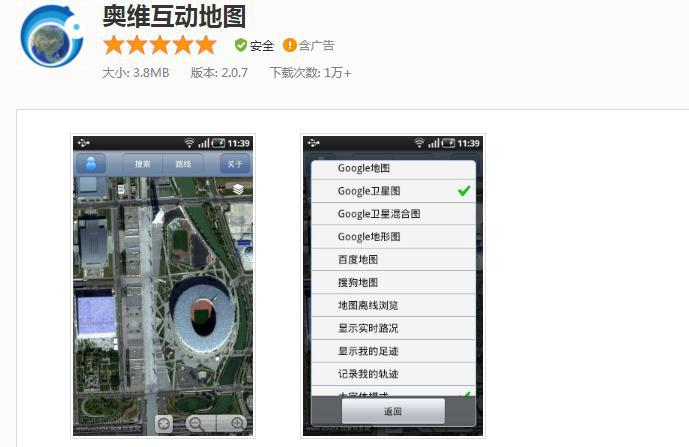 奥维互动地图
安全 含广告
大小: 3.8MB 版本: 2.0.7 下载次数: 1万+
11:39
搜索 路线 关于
11:39
Google地图
Google卫星图
Google卫星混合图
Google地形图
百度地图
搜狗地图
地图离线浏览
显示实时路况
显示我的足迹
记录我的轨迹
大字体模式
返回